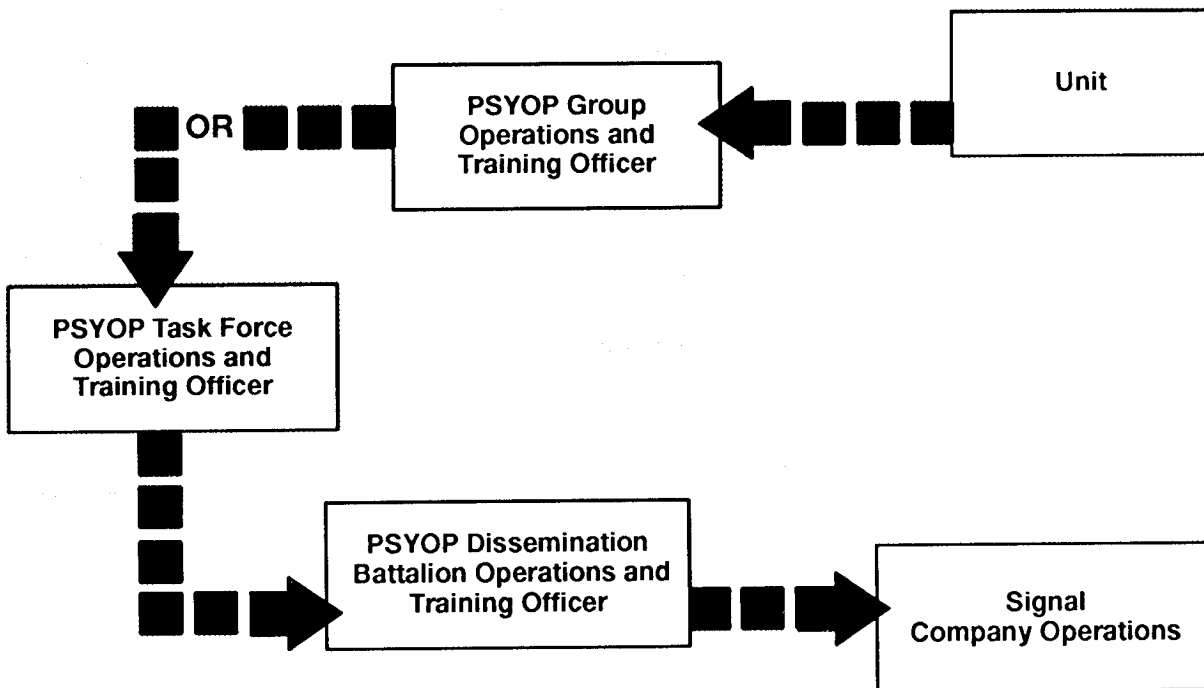 Unit
PSYOP Group
Operations and
Training Officer
OR
PSYOP Task Force
Operations and
Training Officer
PSYOP Dissemination
Battalion Operations and
Training Officer
Signal
Company Operations